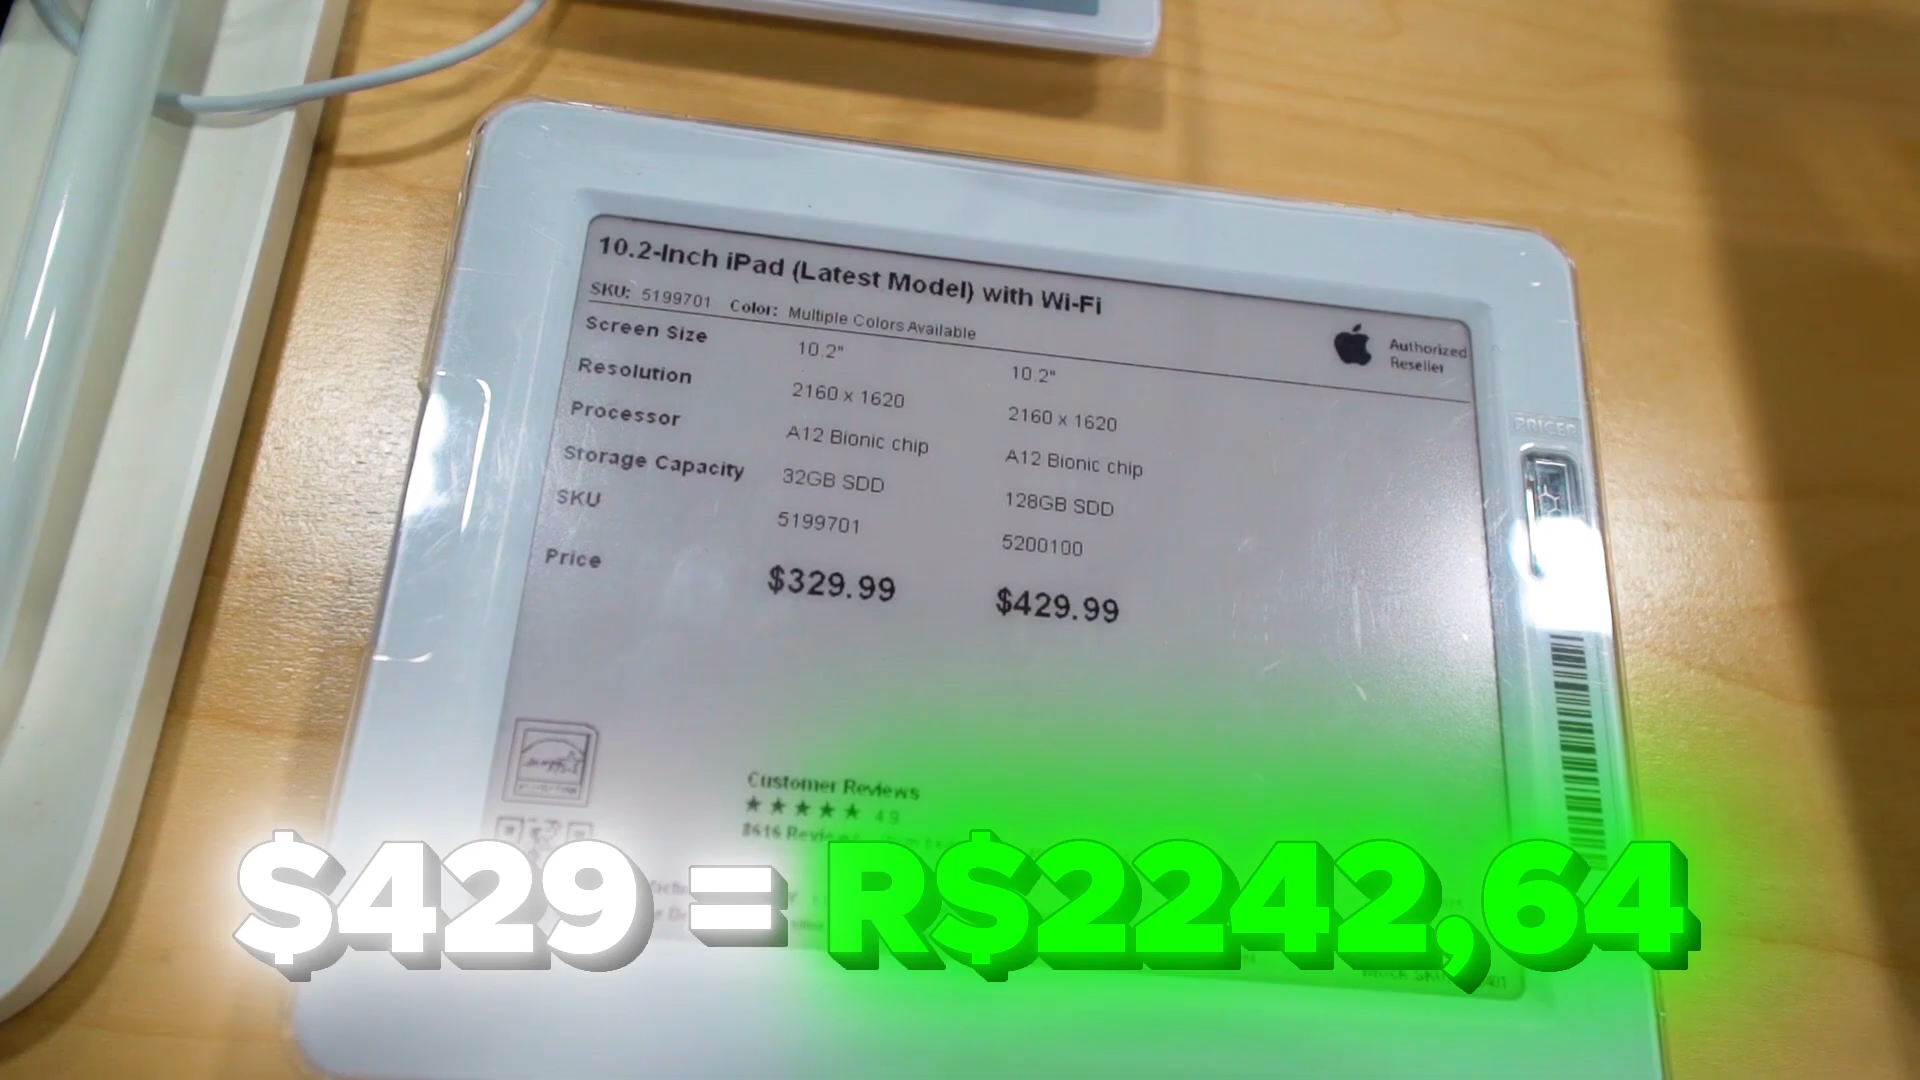 10.2-Inch iPad (Latest Model) with Wi-Fi
SKU: 5199701 Color: Multiple Colors Available
Authorized
Reseller
Screen Size 10.2" 10.2"
Resolution 2160 x 1620 2160 x 1620
Processor A12 Bionic chip A12 Bionic chip
Storage Capacity 32GB SDD 128GB SDD
SKU 5199701 5200100
Price $329.99 $429.99
PRICER
Customer Reviews
★★★★★ 4.9
8616 Reviews
$429 = R$2242,64